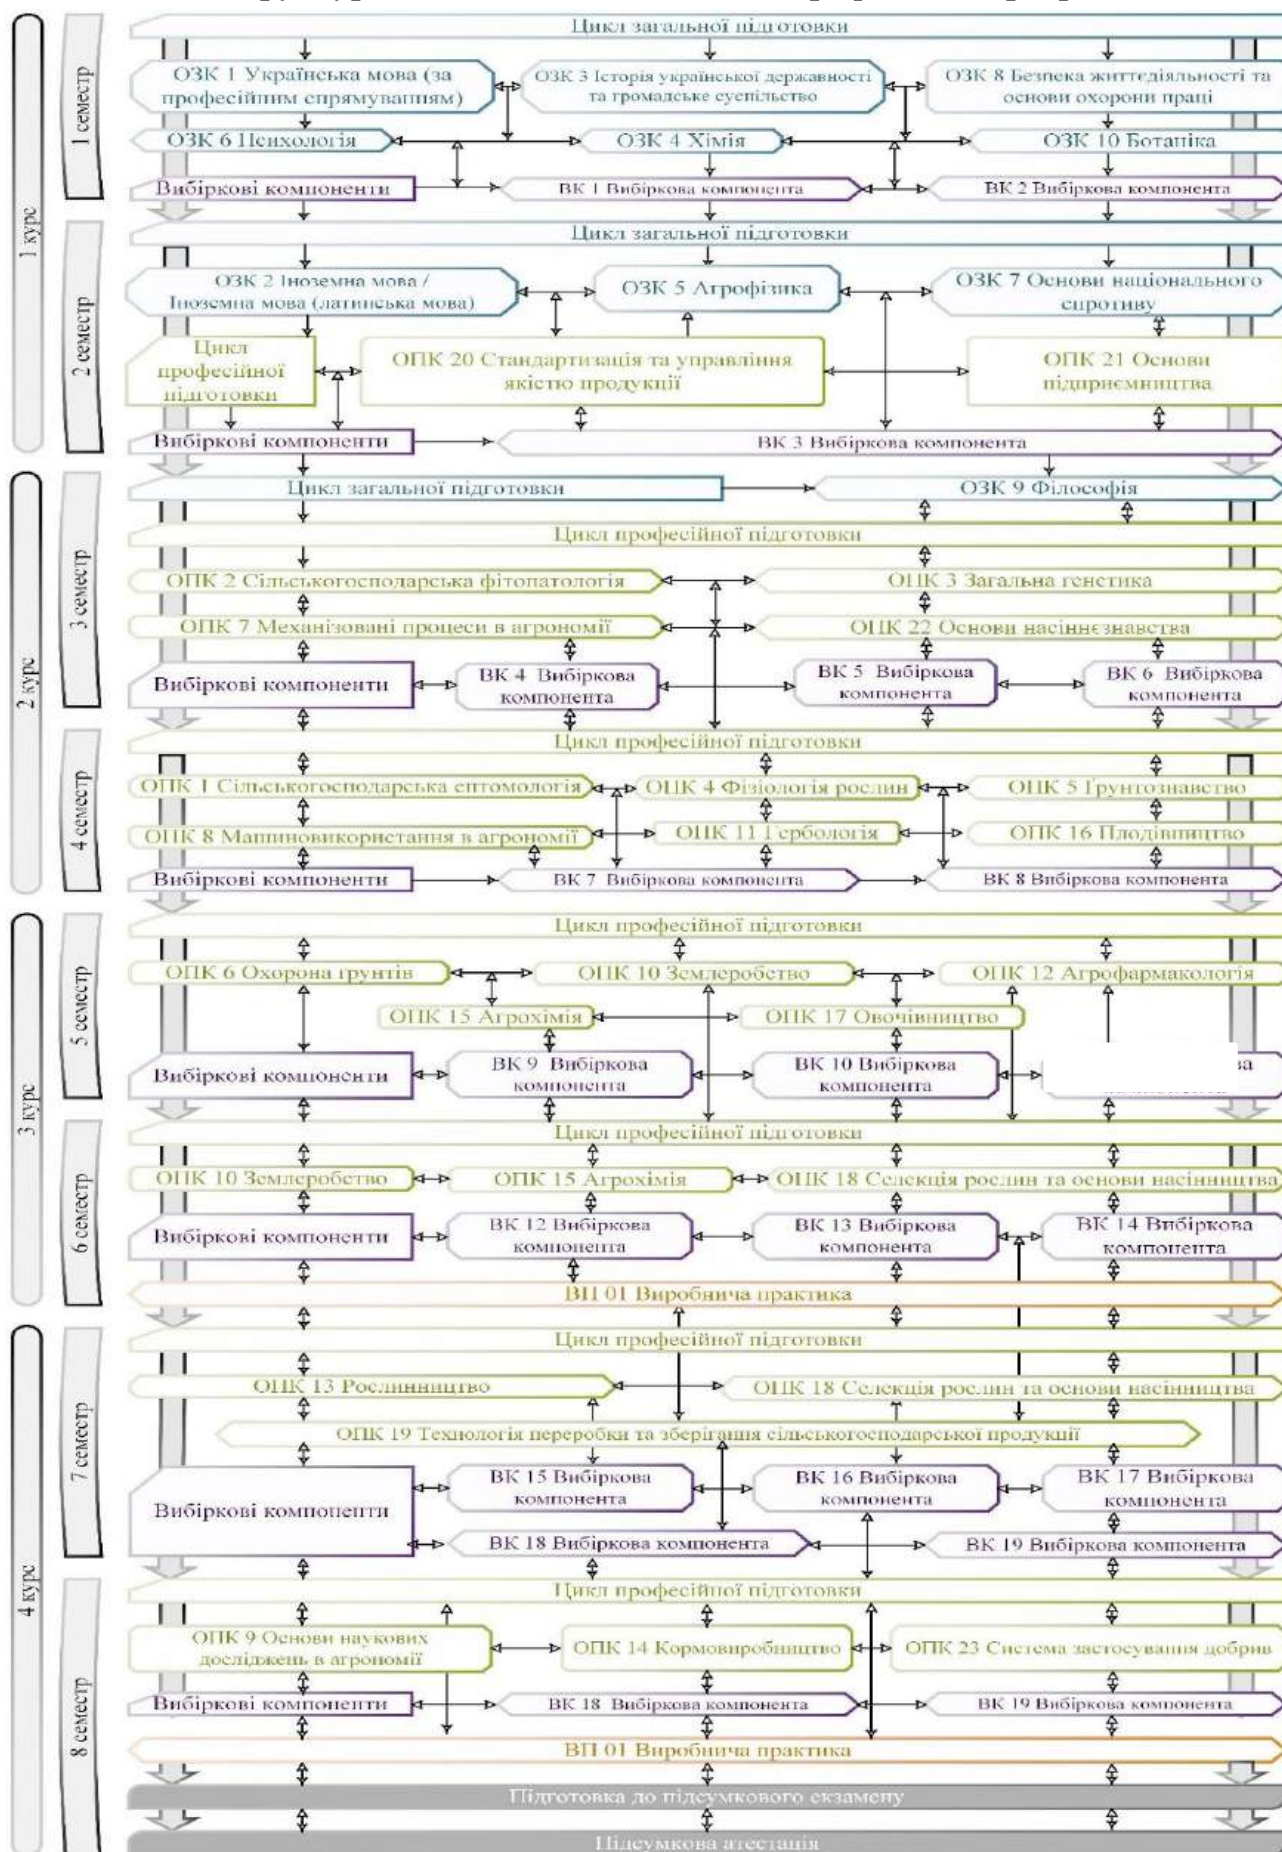 Цикл загальної підготовки
1 курс
1 семестр
ОЗК 1 Українська мова (за
професійним спрямуванням)
ОЗК 3 Історія української державності
та громадське суспільство
ОЗК 8 Безпека життєдіяльності та
основи охорони праці
ОЗК 6 Психологія
ОЗК 4 Хімія
ОЗК 10 Ботаніка
Вибіркові компоненти
ВК 1 Вибіркова компонента
ВК 2 Вибіркова компонента
2 семестр
Цикл загальної підготовки
ОЗК 2 Іноземна мова /
Іноземна мова (латинська мова)
ОЗК 5 Агрофізика
ОЗК 7 Основи національного
спротиву
Цикл
професійної
підготовки
ОПК 20 Стандартизація та управління
якістю продукції
ОПК 21 Основи
підприємництва
Вибіркові компоненти
ВК 3 Вибіркова компонента
2 курс
3 семестр
Цикл загальної підготовки
ОЗК 9 Філософія
Цикл професійної підготовки
ОПК 2 Сільськогосподарська фітопатологія
ОПК 3 Загальна генетика
ОПК 7 Механізовані процеси в агрономії
ОПК 22 Основи насіннєзнавства
Вибіркові компоненти
ВК 4 Вибіркова
компонента
ВК 5 Вибіркова
компонента
ВК 6 Вибіркова
компонента
4 семестр
Цикл професійної підготовки
ОПК 1 Сільськогосподарська ентомологія
ОПК 4 Фізіологія рослин
ОПК 5 Ґрунтознавство
ОПК 8 Машиновикористання в агрономії
ОПК 11 Гербологія
ОПК 16 Плодівництво
Вибіркові компоненти
ВК 7 Вибіркова компонента
ВК 8 Вибіркова компонента
3 курс
5 семестр
Цикл професійної підготовки
ОПК 6 Охорона ґрунтів
ОПК 10 Землеробство
ОПК 12 Агрофармакологія
ОПК 15 Агрохімія
ОПК 17 Овочівництво
Вибіркові компоненти
ВК 9 Вибіркова
компонента
ВК 10 Вибіркова
компонента
ва
6 семестр
Цикл професійної підготовки
ОПК 10 Землеробство
ОПК 15 Агрохімія
ОПК 18 Селекція рослин та основи насінництва
Вибіркові компоненти
ВК 12 Вибіркова
компонента
ВК 13 Вибіркова
компонента
ВК 14 Вибіркова
компонента
ВП 01 Виробнича практика
4 курс
7 семестр
Цикл професійної підготовки
ОПК 13 Рослинництво
ОПК 18 Селекція рослин та основи насінництва
ОПК 19 Технологія переробки та зберігання сільськогосподарської продукції
Вибіркові компоненти
ВК 15 Вибіркова
компонента
ВК 16 Вибіркова
компонента
ВК 17 Вибіркова
компонента
ВК 18 Вибіркова компонента
ВК 19 Вибіркова компонента
8 семестр
Цикл професійної підготовки
ОПК 9 Основи наукових
досліджень в агрономії
ОПК 14 Кормовиробництво
ОПК 23 Система застосування добрив
Вибіркові компоненти
ВК 18 Вибіркова компонента
ВК 19 Вибіркова компонента
ВП 01 Виробнича практика
Підготовка до підсумкового екзамену
Підсумкова атестація